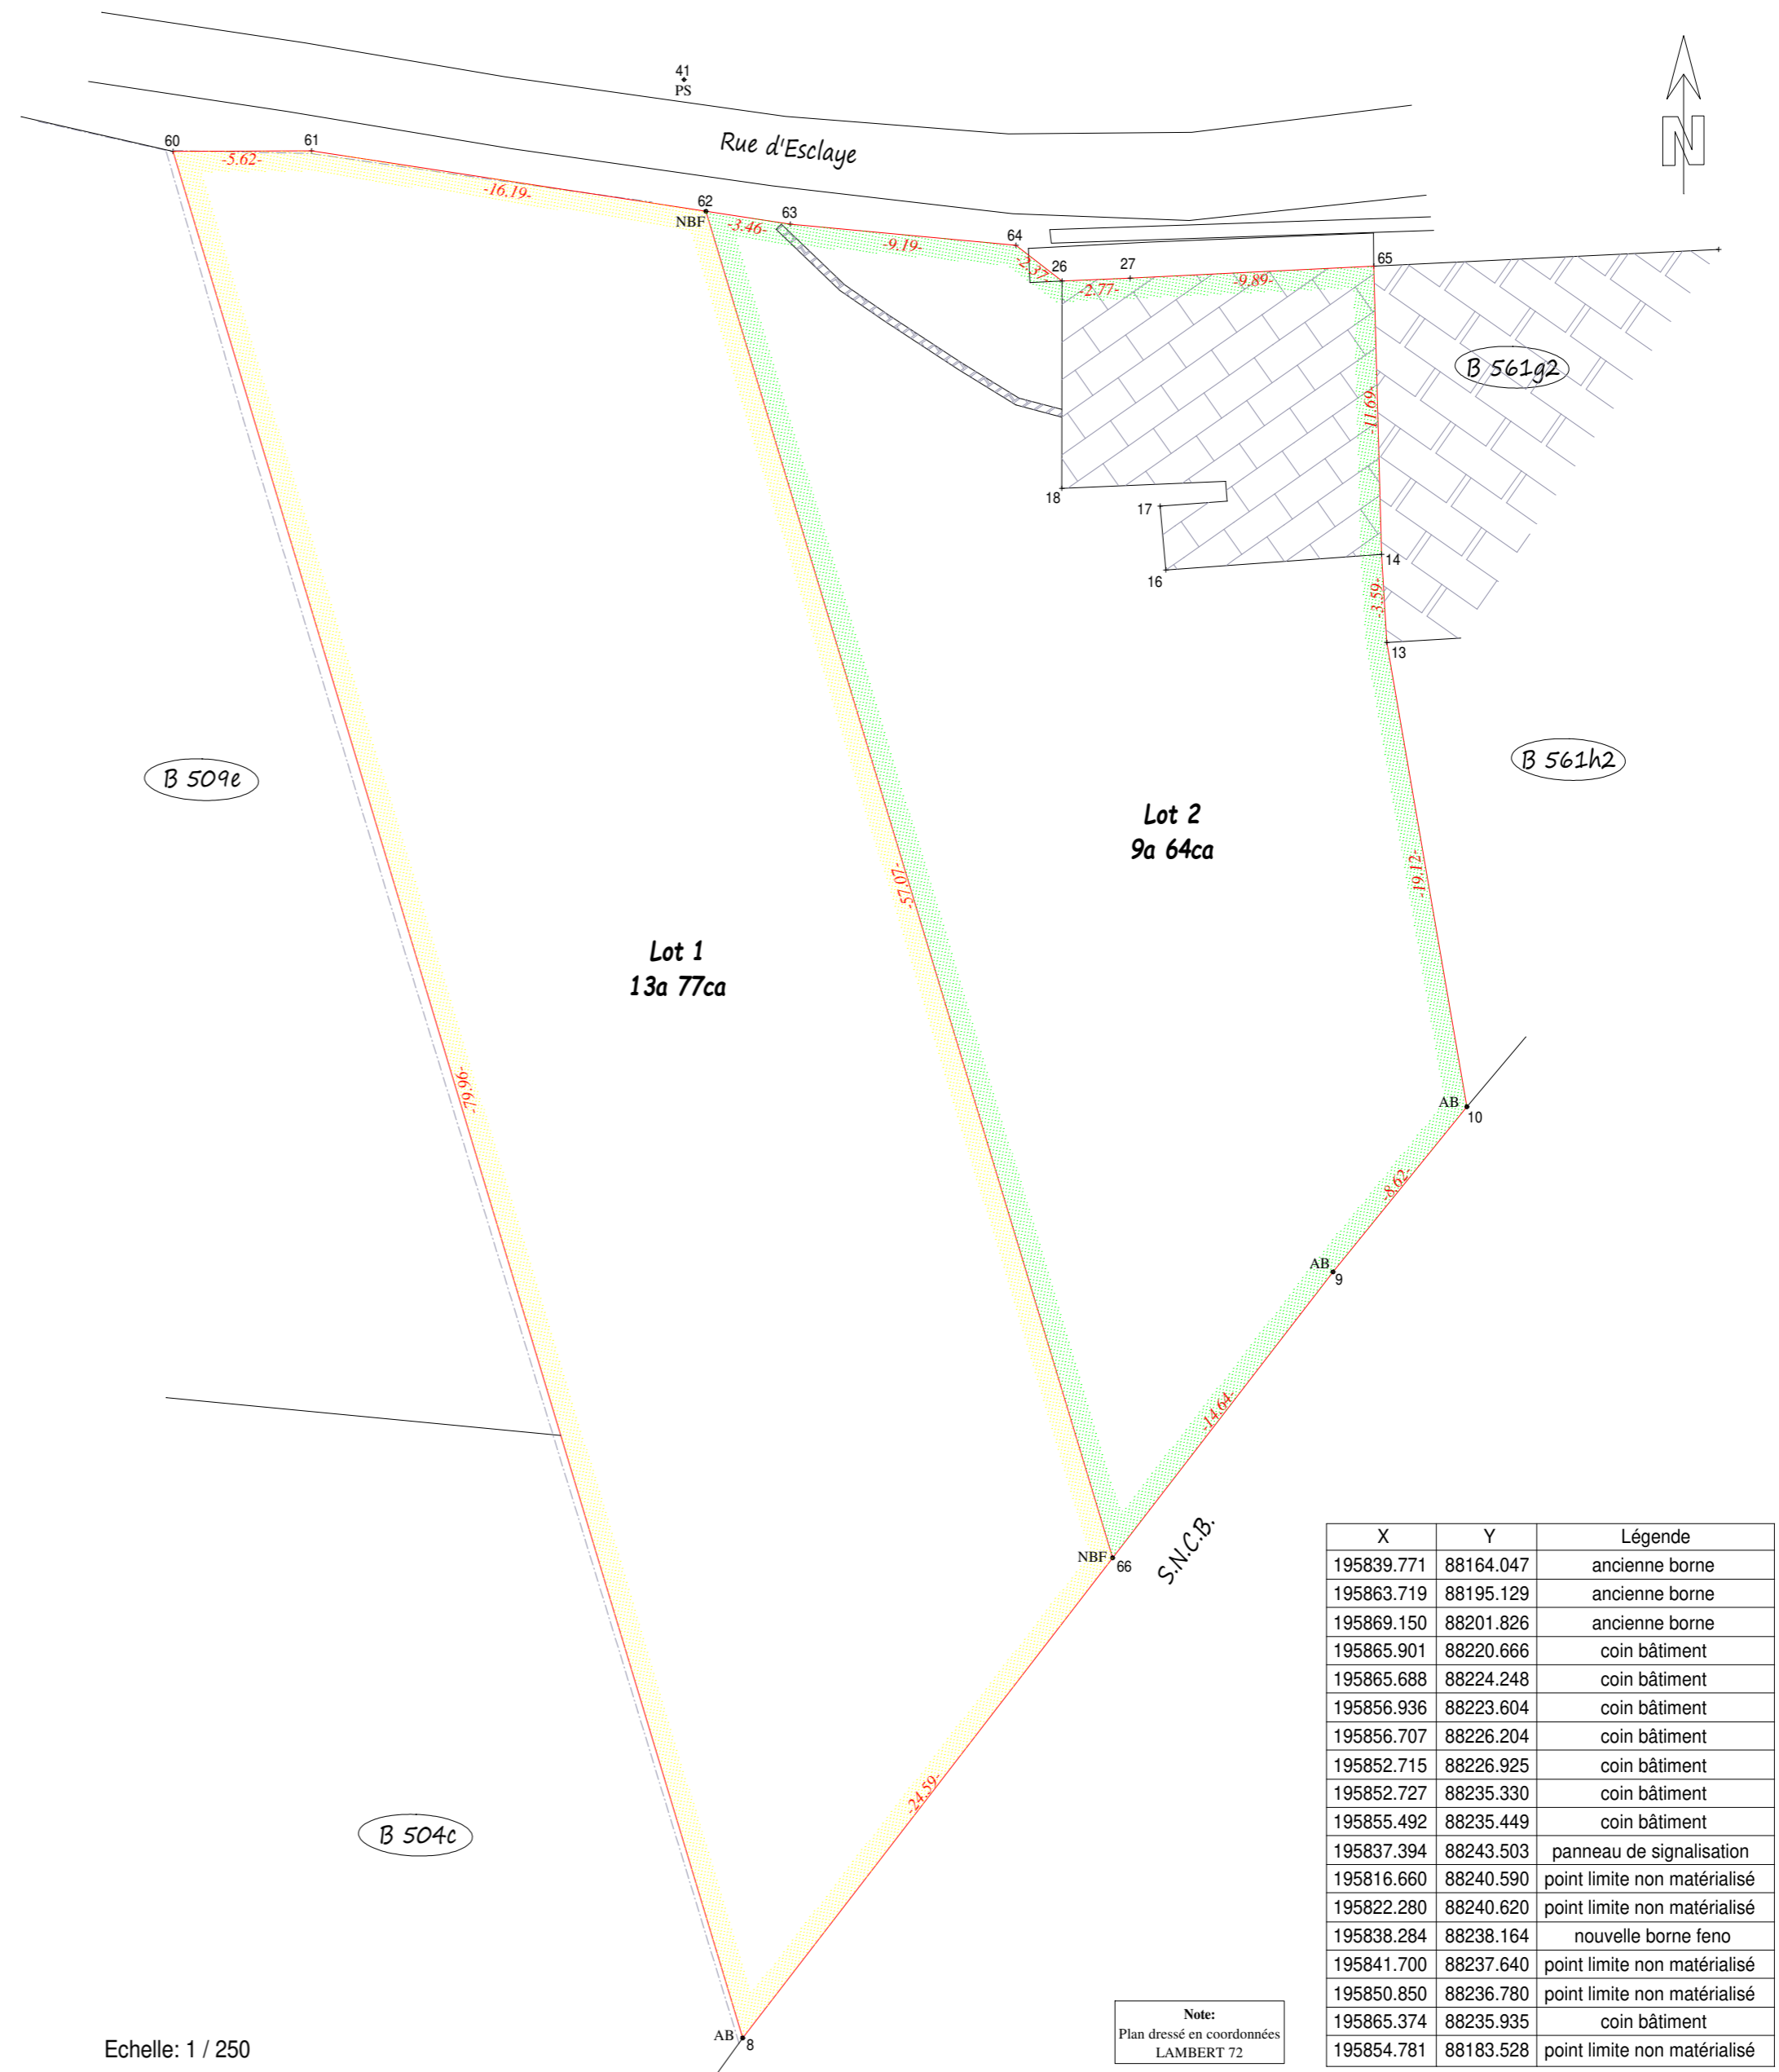 41
PS
Rue d'Esclaye
N
60
61
-5.62-
-16.19-
62
NBF
-3.46-
63
-9.19-
64
-2.37-
26
27
65
-2.77-
-9.89-
B 561g2
-11.69-
18
17
14
16
-3.59-
13
B 509e
B 561h2
Lot 2
9a 64ca
-19.12-
-57.07-
Lot 1
13a 77ca
-79.96-
AB
10
-8.62-
AB
9
-14.64-
S.N.C.B.
NBF
66
-24.59-
B 504c
AB
8
Echelle: 1 / 250
Note:
Plan dressé en coordonnées
LAMBERT 72
X Y Légende
195839.771 88164.047 ancienne borne
195863.719 88195.129 ancienne borne
195869.150 88201.826 ancienne borne
195865.901 88220.666 coin bâtiment
195865.688 88224.248 coin bâtiment
195856.936 88223.604 coin bâtiment
195856.707 88226.204 coin bâtiment
195852.715 88226.925 coin bâtiment
195852.727 88235.330 coin bâtiment
195855.492 88235.449 coin bâtiment
195837.394 88243.503 panneau de signalisation
195816.660 88240.590 point limite non matérialisé
195822.280 88240.620 point limite non matérialisé
195838.284 88238.164 nouvelle borne feno
195841.700 88237.640 point limite non matérialisé
195850.850 88236.780 point limite non matérialisé
195865.374 88235.935 coin bâtiment
195854.781 88183.528 point limite non matérialisé